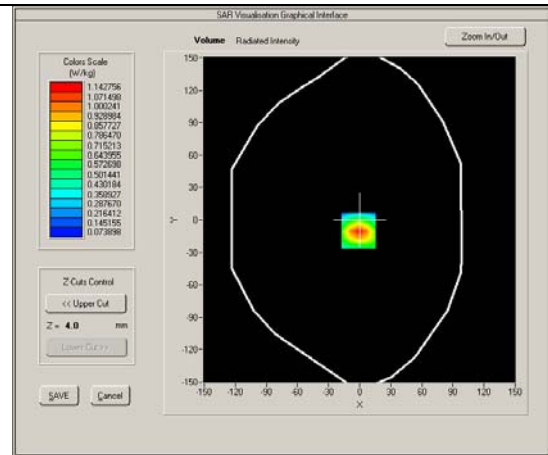 SAR Visualisation Graphical Interface
Volume Radiated Intensity
Zoom In/Out
Colors Scale
(W/kg)
1.142756
1.071498
1.000241
0.928984
0.857727
0.786470
0.715213
0.643955
0.572698
0.501441
0.430184
0.358927
0.287670
0.216412
0.145155
0.073898
Z Cuts Control
<< Upper Cut
Z = 4.0 mm
Lower Cut >>
SAVE
Cancel
150
120
90
60
30
0
-30
-60
-90
-120
-150
Y
-150 -120 -90 -60 -30 0 30 60 90 120 150
X